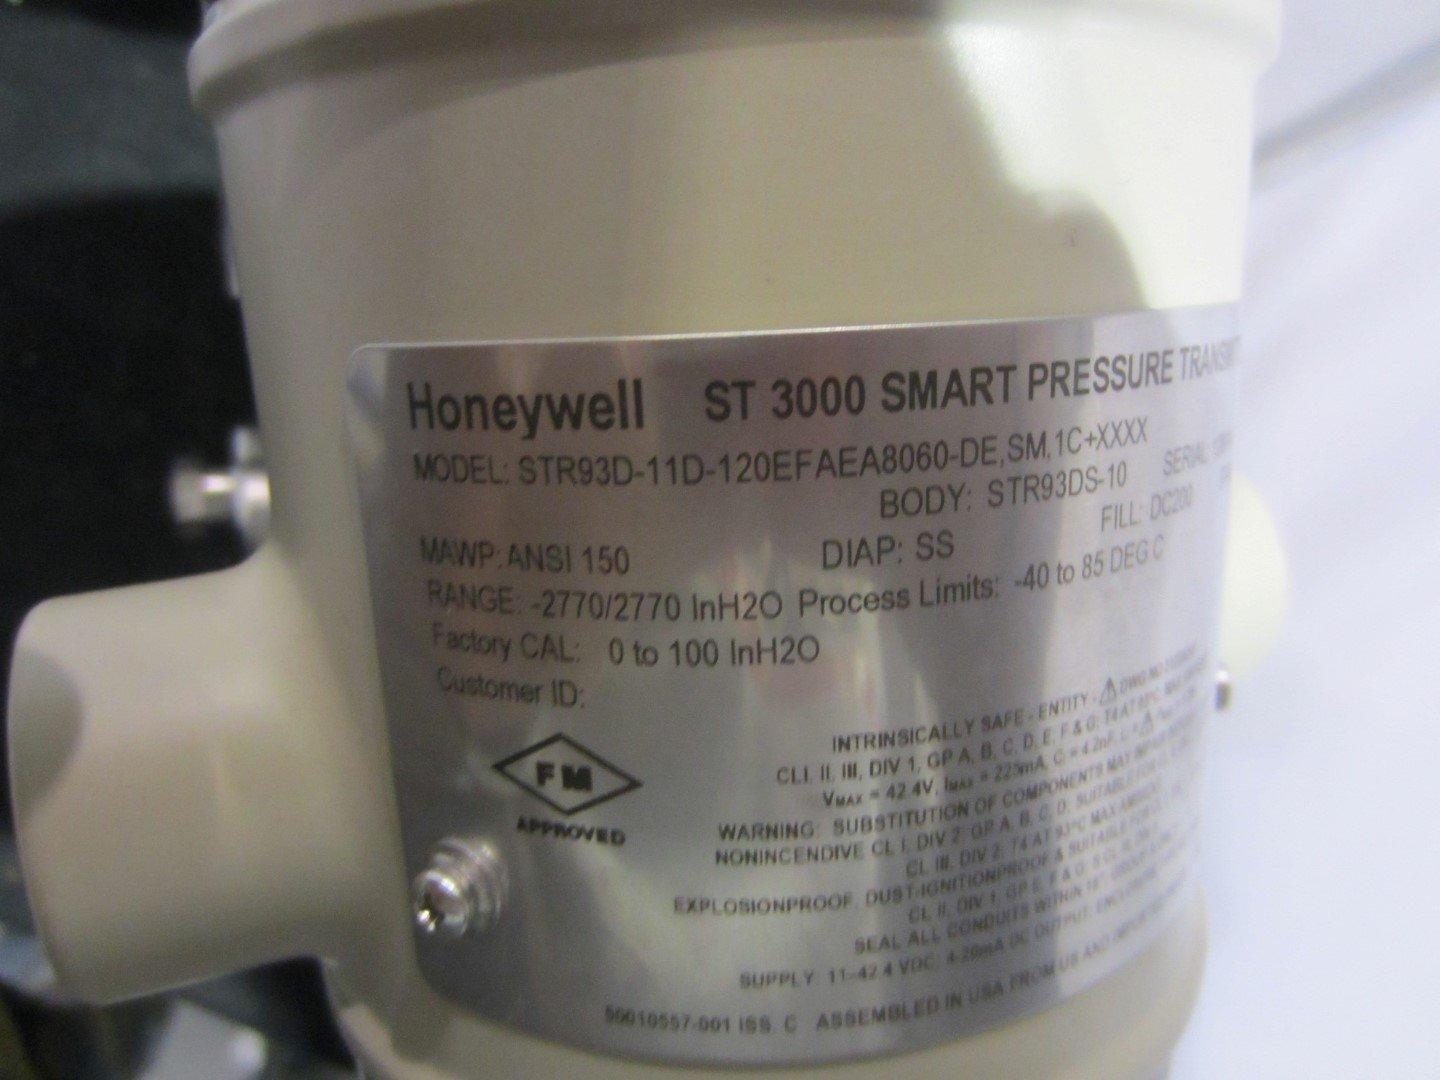 Honeywell ST 3000 SMART PRESSURE
MODEL: STR93D-11D-120EFAEA8060-DE,SM,1C+XXXX
BODY: STR93DS-10 SERIAL:
MAWP: ANSI 150 DIAP: SS FILL: DC200
RANGE: -2770/2770 InH2O Process Limits: -40 to 85 DEG C
Factory CAL: 0 to 100 InH2O
Customer ID:
FM
APPROVED
INTRINSICALLY SAFE - ENTITY - DWG NO
CL I, II, III, DIV 1, GP A, B, C, D, E, F & G; T4 AT
VMAX = 42.4V, IMAX = 225mA, Ci = 4.2nF,
WARNING: SUBSTITUTION OF COMPONENTS MAY IMPAIR
NONINCENDIVE CL I, DIV 2; GP A, B, C, D; SUITABLE FOR
CL III, DIV 2; T4 AT 93°C MAX AMBIENT
EXPLOSIONPROOF, DUST-IGNITIONPROOF & SUITABLE FOR
CL II, DIV 1, GP E, F & G
SEAL ALL CONDUITS WITHIN 18"
SUPPLY: 11-42.4 VDC; 4-20mA DC OUTPUT; ENCLOSURE
50010557-001 ISS. C ASSEMBLED IN USA FROM US AND